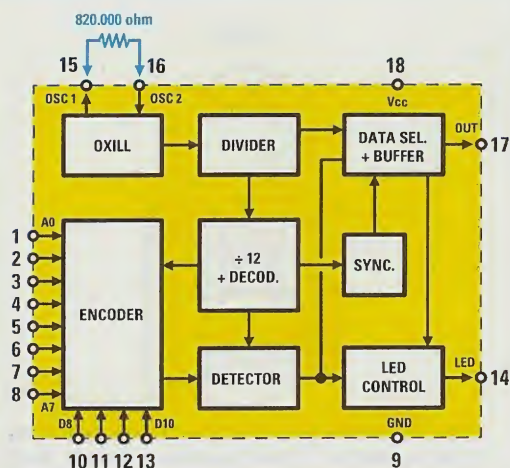 820.000 ohm
15 16 18
OSC 1 OSC 2 Vcc
OXILL
DIVIDER
DATA SEL.
+ BUFFER
OUT
17
1 A0
2
3
4
5
6
7
8 A7
ENCODER
÷ 12
+ DECOD.
SYNC.
DETECTOR
LED
CONTROL
LED
14
D8 D10
GND
10 11 12 13
9